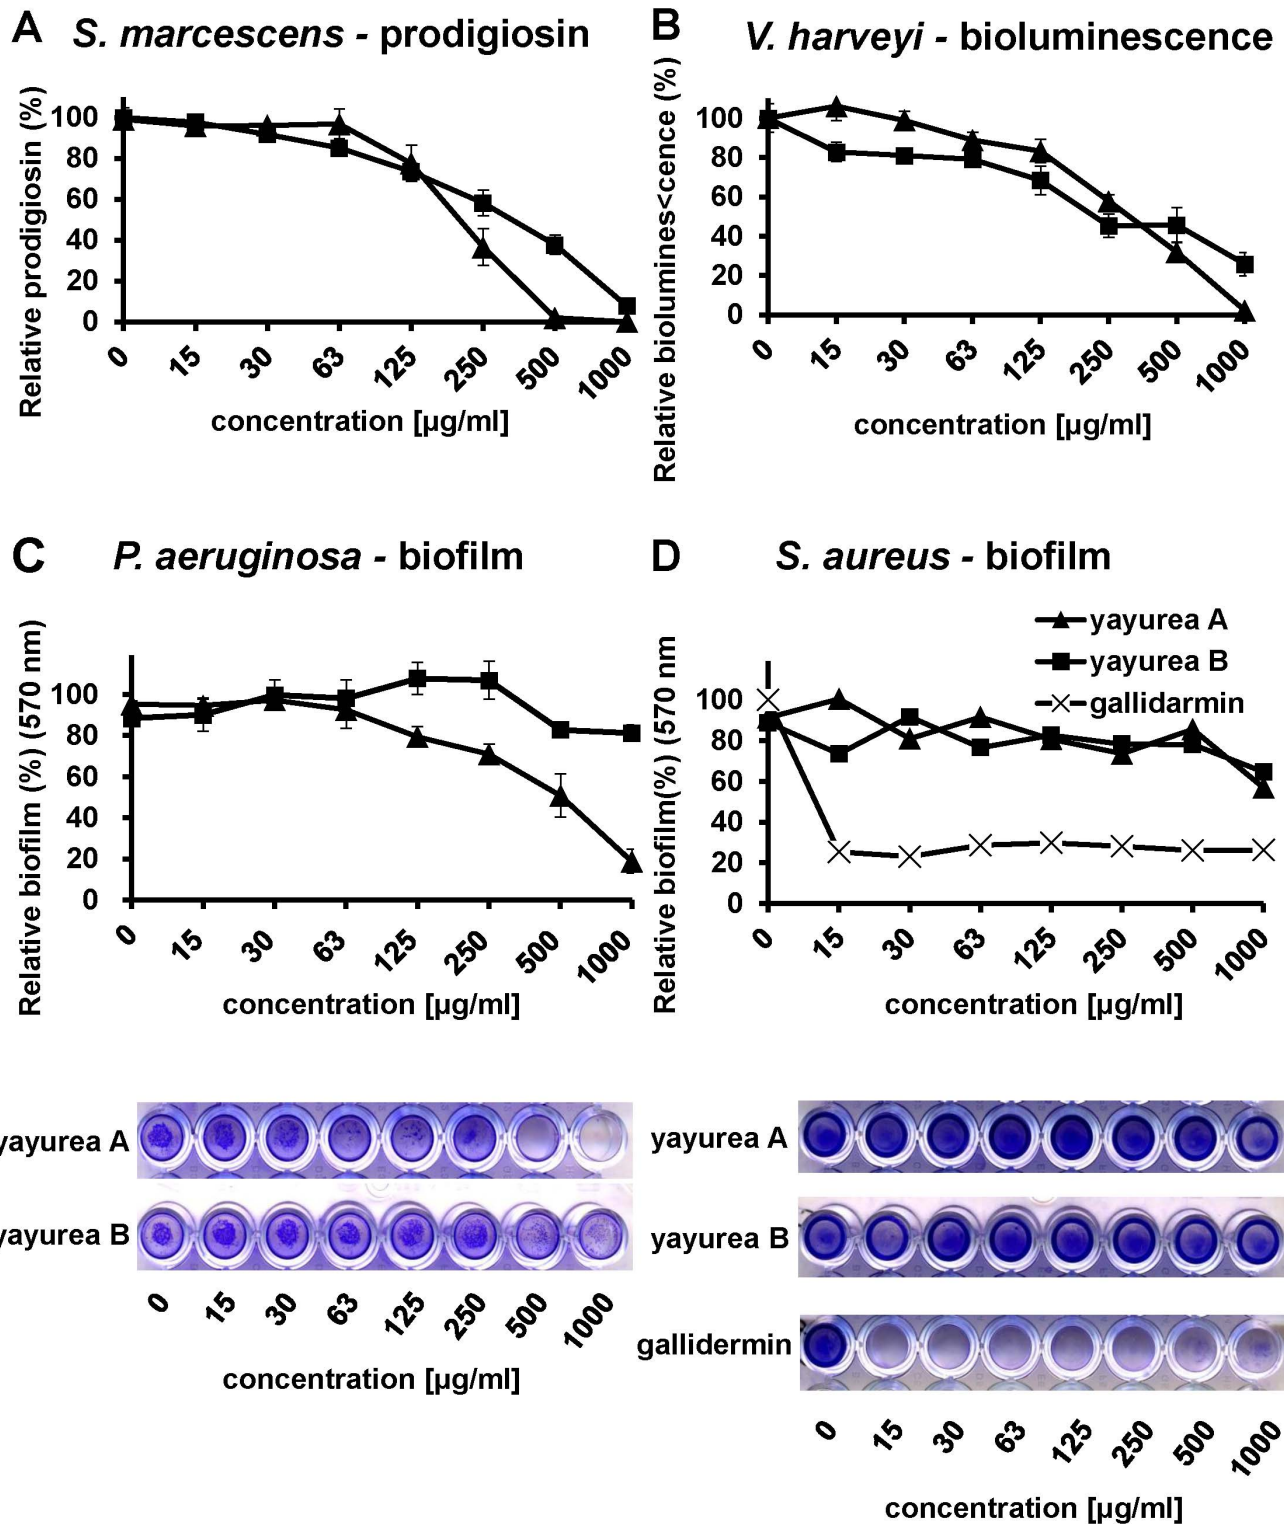 A S. marcescens - prodigiosin
Relative prodigiosin (%)
100
80
60
40
20
0
0 15 30 63 125 250 500 1000
concentration [µg/ml]
B V. harveyi - bioluminescence
Relative biolumines<cence (%)
100
80
60
40
20
0
0 15 30 63 125 250 500 1000
concentration [µg/ml]
C P. aeruginosa - biofilm
Relative biofilm (%) (570 nm)
100
80
60
40
20
0
0 15 30 63 125 250 500 1000
concentration [µg/ml]
D S. aureus - biofilm
yayurea A
yayurea B
gallidarmin
Relative biofilm(%) (570 nm
100
80
60
40
20
0
0 15 30 63 125 250 500 1000
concentration [µg/ml]
yayurea A
yayurea B
0 15 30 63 125 250 500 1000
concentration [µg/ml]
yayurea A
yayurea B
gallidermin
0 15 30 63 125 250 500 1000
concentration [µg/ml]